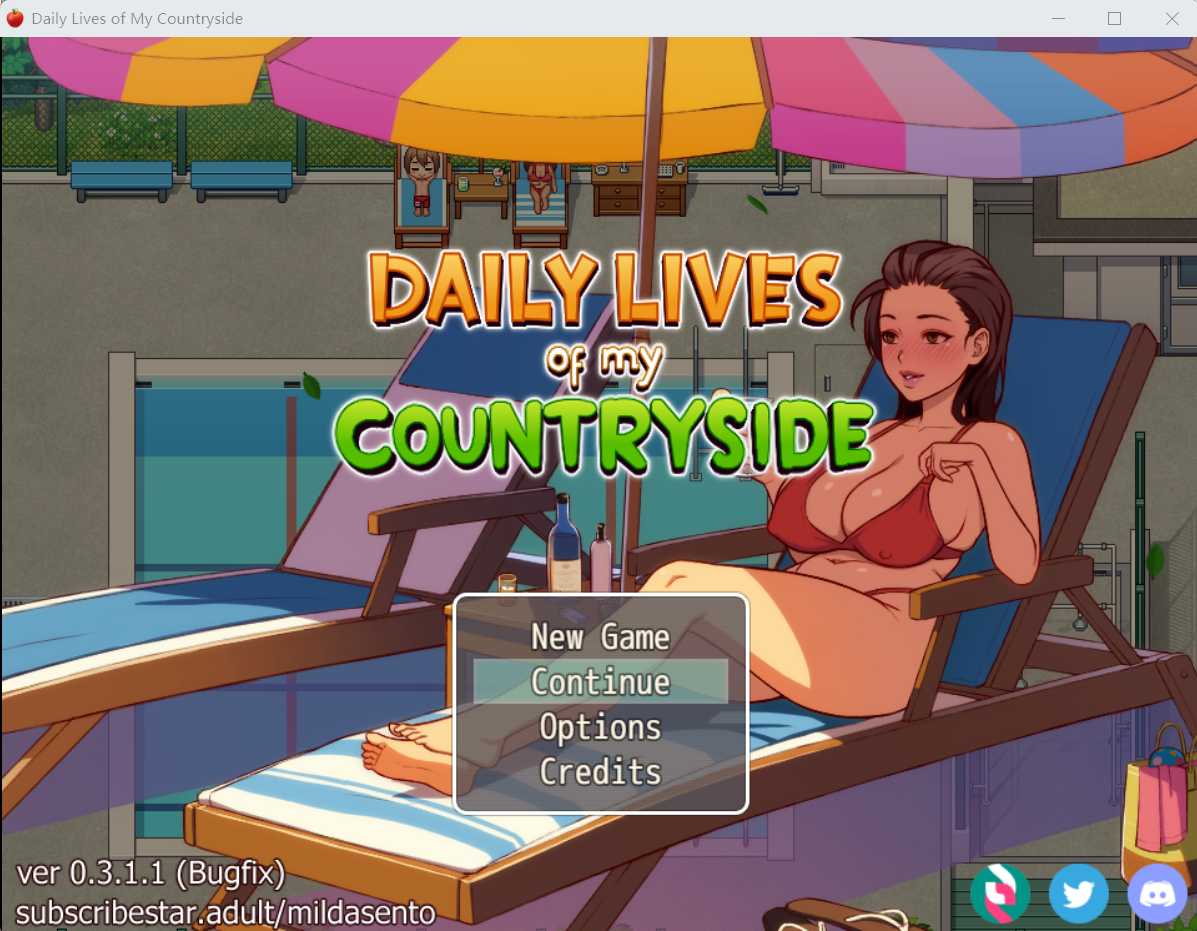 Daily Lives of My Countryside
DAILY LIVES
of my
COUNTRYSIDE
New Game
Continue
Options
Credits
ver 0.3.1.1 (Bugfix)
subscribestar.adult/mildasento